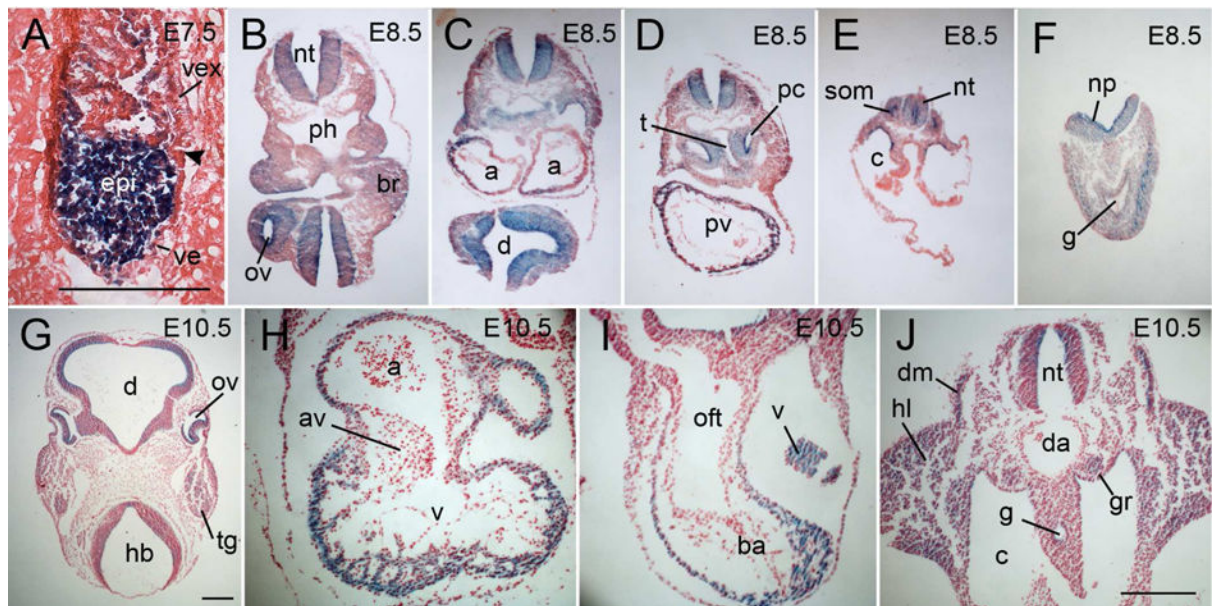 A E7.5
vex
epi
ve
B E8.5
nt
ph
br
ov
C E8.5
a a
d
D E8.5
pc
t
pv
E E8.5
som nt
c
F E8.5
np
g
G E10.5
d ov
hb tg
H E10.5
a
av
v
I E10.5
oft v
ba
J E10.5
dm nt
hl da
g gr
c